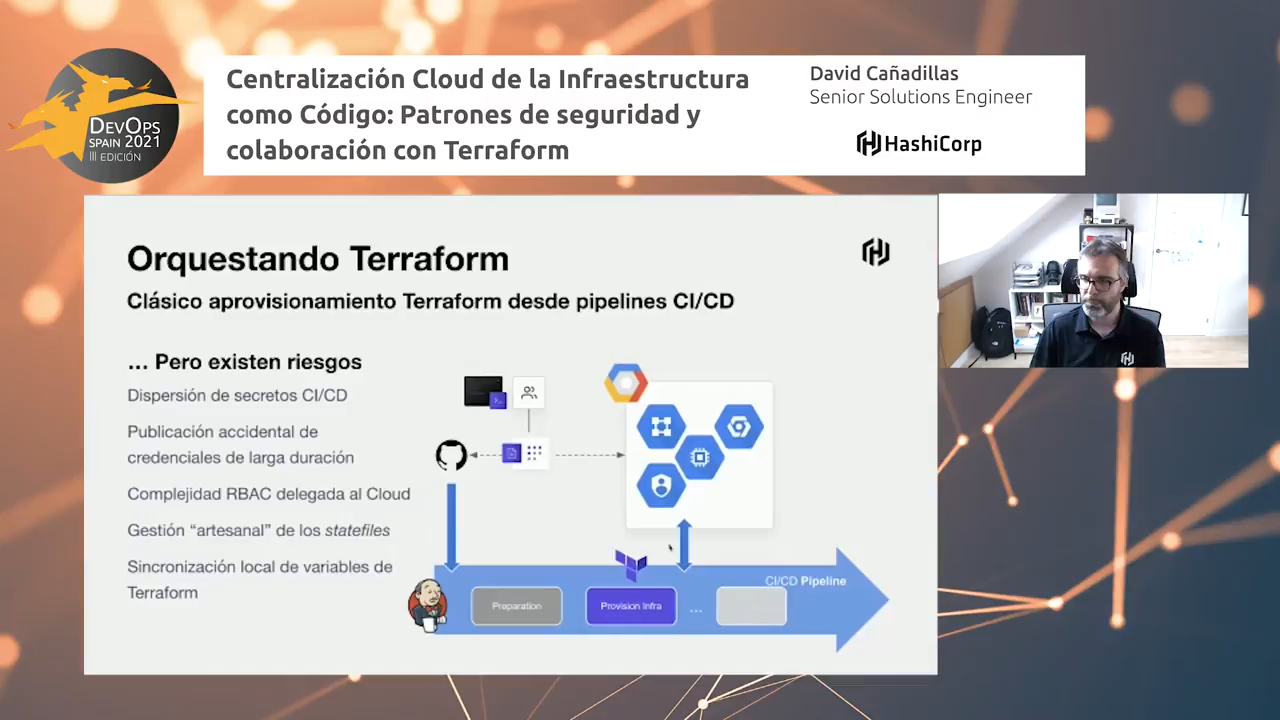 Centralización Cloud de la Infraestructura
como Código: Patrones de seguridad y
colaboración con Terraform
David Cañadillas
Senior Solutions Engineer
HashiCorp
DevOps
SPAIN 2021
III EDICIÓN
Orquestando Terraform
Clásico aprovisionamiento Terraform desde pipelines CI/CD
... Pero existen riesgos
Dispersión de secretos CI/CD
Publicación accidental de
credenciales de larga duración
Complejidad RBAC delegada al Cloud
Gestión “artesanal” de los statefiles
Sincronización local de variables de
Terraform
CI/CD Pipeline
Preparation
Provision Infra
...